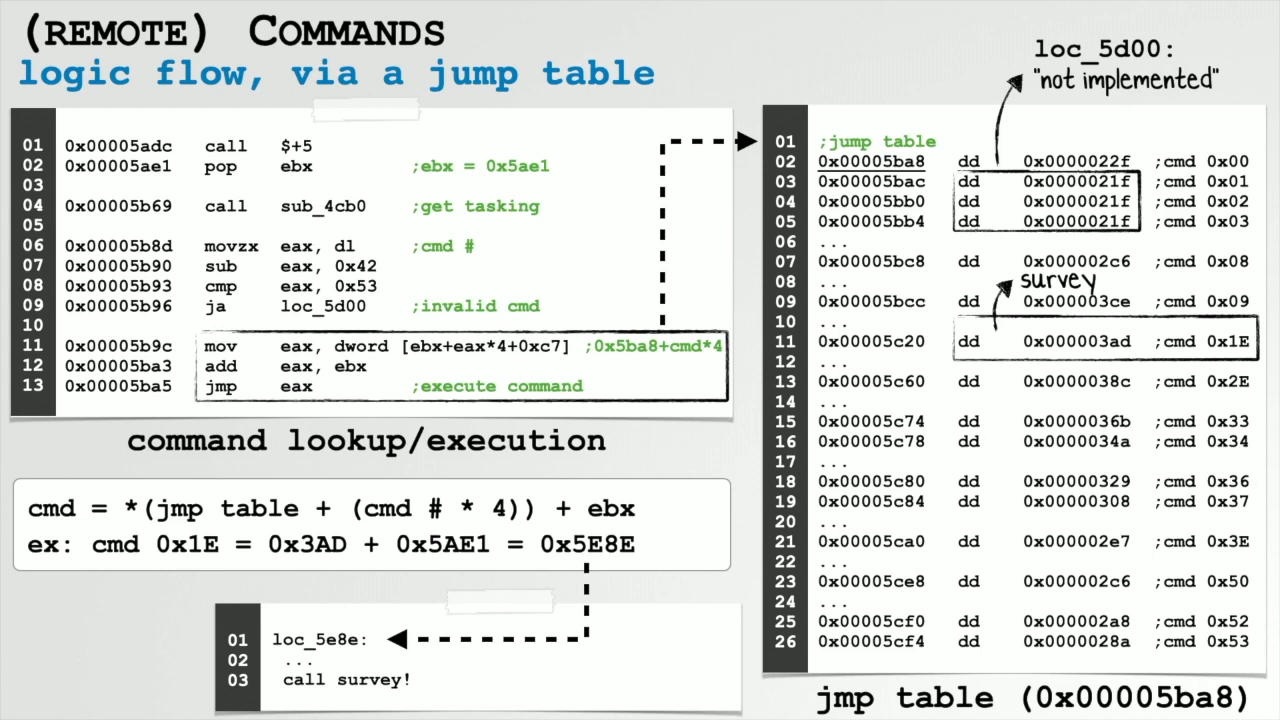 (REMOTE) COMMANDS
logic flow, via a jump table
01 0x00005adc call $+5
02 0x00005ae1 pop ebx ;ebx = 0x5ae1
03
04 0x00005b69 call sub_4cb0 ;get tasking
05
06 0x00005b8d movzx eax, dl ;cmd #
07 0x00005b90 sub eax, 0x42
08 0x00005b93 cmp eax, 0x53
09 0x00005b96 ja loc_5d00 ;invalid cmd
10
11 0x00005b9c mov eax, dword [ebx+eax*4+0xc7] ;0x5ba8+cmd*4
12 0x00005ba3 add eax, ebx
13 0x00005ba5 jmp eax ;execute command
command lookup/execution
cmd = *(jmp table + (cmd # * 4)) + ebx
ex: cmd 0x1E = 0x3AD + 0x5AE1 = 0x5E8E
01 loc_5e8e:
02 ...
03 call survey!
loc_5d00:
"not implemented"
01 ;jump table
02 0x00005ba8 dd 0x0000022f ;cmd 0x00
03 0x00005bac dd 0x0000021f ;cmd 0x01
04 0x00005bb0 dd 0x0000021f ;cmd 0x02
05 0x00005bb4 dd 0x0000021f ;cmd 0x03
06 ...
07 0x00005bc8 dd 0x000002c6 ;cmd 0x08
08 ...
survey
09 0x00005bcc dd 0x000003ce ;cmd 0x09
10 ...
11 0x00005c20 dd 0x000003ad ;cmd 0x1E
12 ...
13 0x00005c60 dd 0x0000038c ;cmd 0x2E
14 ...
15 0x00005c74 dd 0x0000036b ;cmd 0x33
16 0x00005c78 dd 0x0000034a ;cmd 0x34
17 ...
18 0x00005c80 dd 0x00000329 ;cmd 0x36
19 0x00005c84 dd 0x00000308 ;cmd 0x37
20 ...
21 0x00005ca0 dd 0x000002e7 ;cmd 0x3E
22 ...
23 0x00005ce8 dd 0x000002c6 ;cmd 0x50
24 ...
25 0x00005cf0 dd 0x000002a8 ;cmd 0x52
26 0x00005cf4 dd 0x0000028a ;cmd 0x53
jmp table (0x00005ba8)